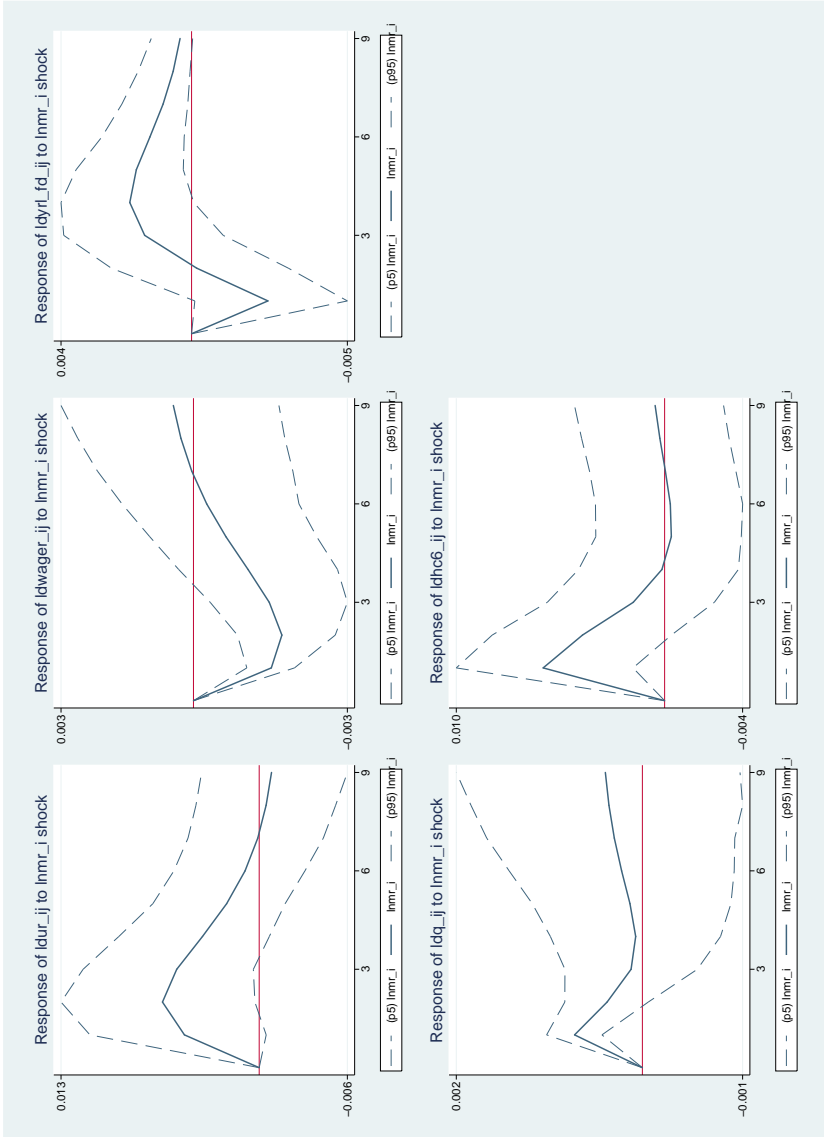 Response of ldur_ij to lnmr_i shock
0.013
−0.006
3 6 9
(p5) lnmr_i lnmr_i (p95) lnmr_i
Response of ldwager_ij to lnmr_i shock
0.003
−0.003
3 6 9
(p5) lnmr_i lnmr_i (p95) lnmr_i
Response of ldyrl_fd_ij to lnmr_i shock
0.004
−0.005
3 6 9
(p5) lnmr_i lnmr_i (p95) lnmr_i
Response of ldq_ij to lnmr_i shock
0.002
−0.001
3 6 9
(p5) lnmr_i lnmr_i (p95) lnmr_i
Response of ldhc6_ij to lnmr_i shock
0.010
−0.004
3 6 9
(p5) lnmr_i lnmr_i (p95) lnmr_i